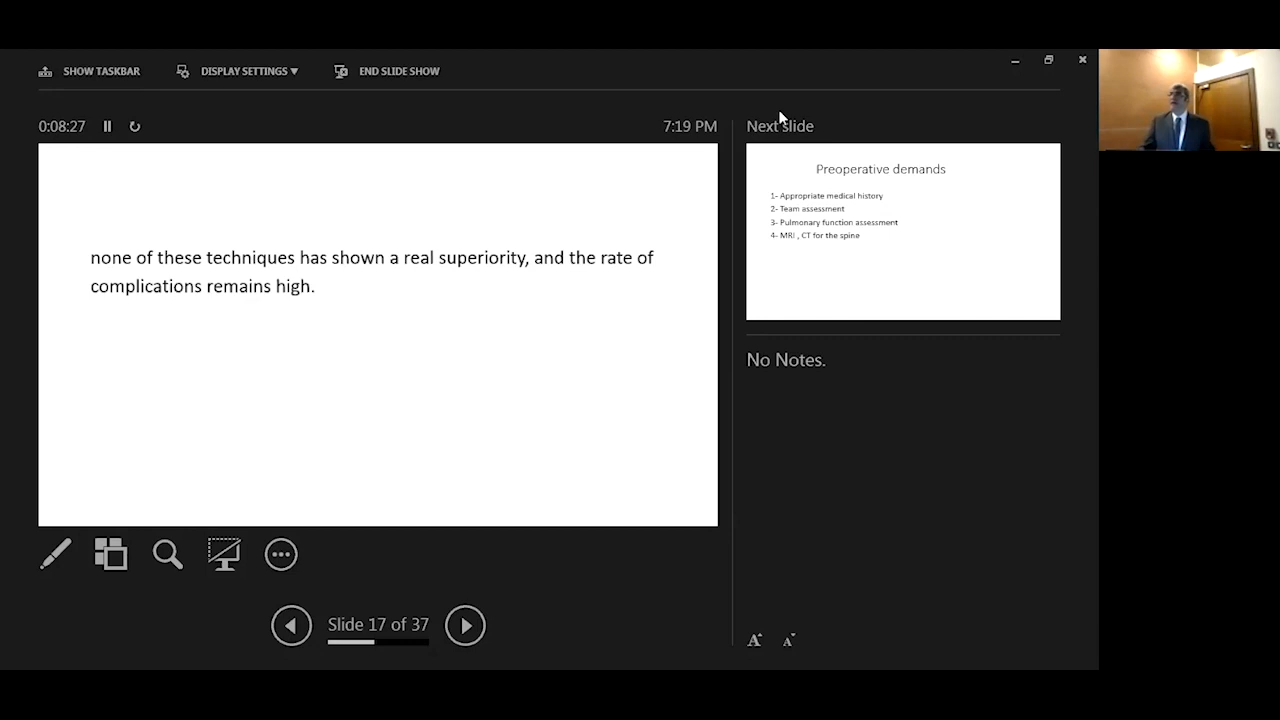 SHOW TASKBAR
DISPLAY SETTINGS ▾
END SLIDE SHOW
0:08:27
7:19 PM
none of these techniques has shown a real superiority, and the rate of
complications remains high.
Slide 17 of 37
Next slide
Preoperative demands
1- Appropriate medical history
2- Team assessment
3- Pulmonary function assessment
4- MRI , CT for the spine
No Notes.
A A